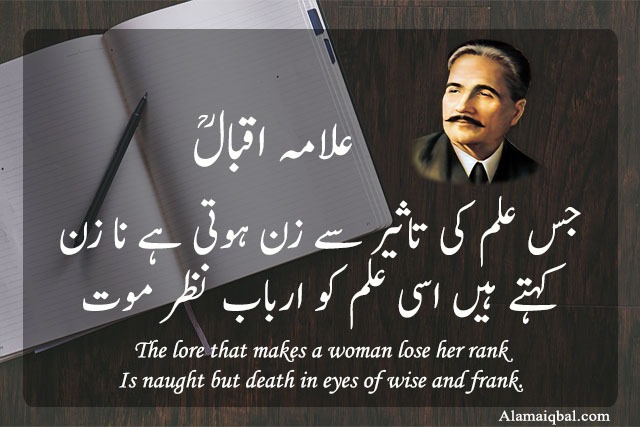 علامہ اقبالؒ
جس علم کی تاثیر سے زن ہوتی ہے نا زن
کہتے ہیں اسی علم کو ارباب نظر موت
The lore that makes a woman lose her rank
Is naught but death in eyes of wise and frank.
Alamaiqbal.com